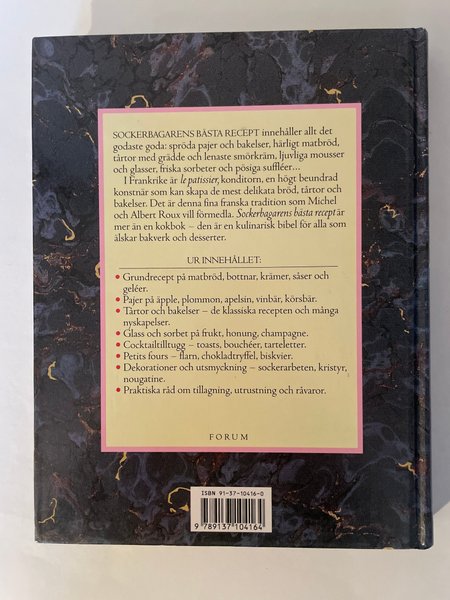 SOCKERBAGARENS BÄSTA RECEPT innehåller allt det
godaste goda: spröda pajer och bakelser, härligt matbröd,
tårtor med grädde och lenaste smörkräm, ljuvliga mousser
och glasser, friska sorbeter och pösiga suffléer...
I Frankrike är le patissier, konditorn, en högt beundrad
konstnär som kan skapa de mest delikata bröd, tårtor och
bakelser. Det är denna fina franska tradition som Michel
och Albert Roux vill förmedla. Sockerbagarens bästa recept är
mer än en kokbok – den är en kulinarisk bibel för alla som
älskar bakverk och desserter.
UR INNEHÅLLET:
• Grundrecept på matbröd, bottnar, krämer, såser och
geléer.
• Pajer på äpple, plommon, apelsin, vinbär, körsbär.
• Tårtor och bakelser – de klassiska recepten och många
nyskapelser.
• Glass och sorbet på frukt, honung, champagne.
• Cocktailtilltugg – toasts, bouchéer, tarteletter.
• Petits fours – flarn, chokladtryffel, biskvier.
• Dekorationer och utsmyckning – sockerarbeten, kristyr,
nougatine.
• Praktiska råd om tillagning, utrustning och råvaror.
FORUM
ISBN 91-37-10416-0
9 789137 104164